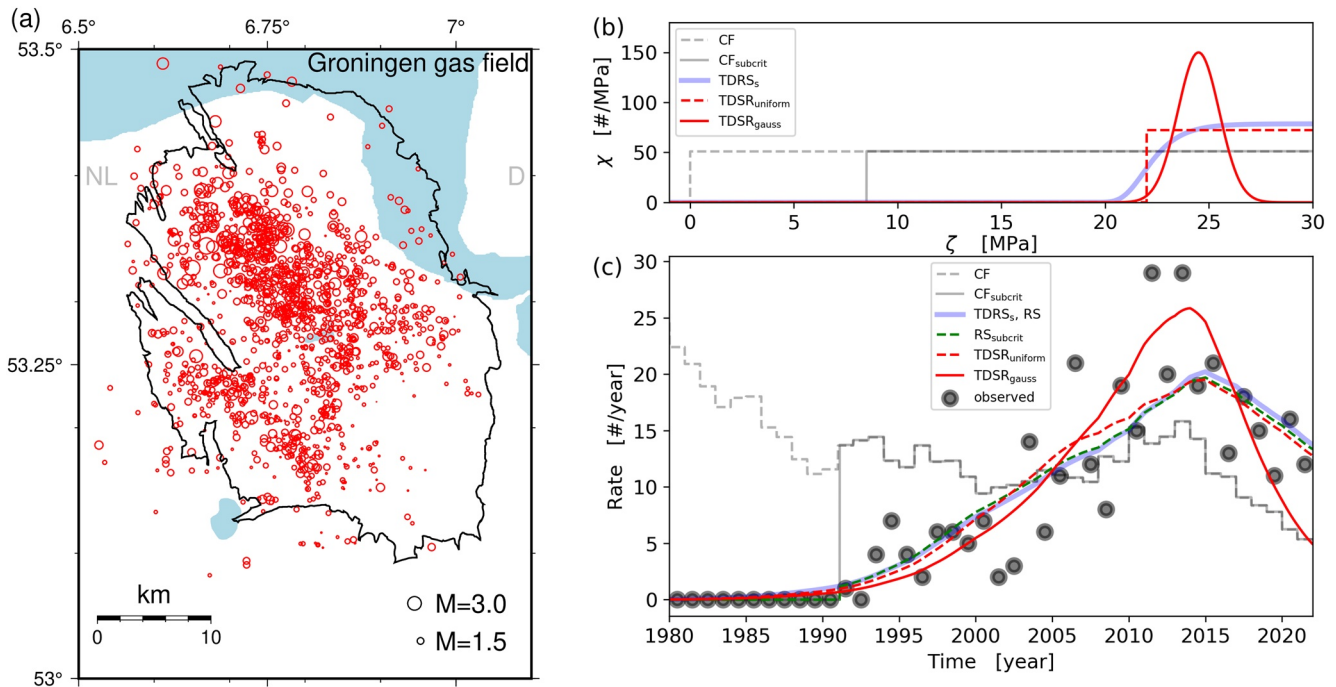 (a)
6.5°
6.75°
7°
53.5°
Groningen gas field
NL
D
53.25°
km
0
10
M=3.0
M=1.5
53°
(b)
CF
CFsubcrit
TDRSs
TDSRuniform
TDSRgauss
χ [#/MPa]
150
100
50
0
0 5 10 15 20 25 30
ζ [MPa]
(c)
CF
CFsubcrit
TDRSs, RS
RSsubcrit
TDSRuniform
TDSRgauss
observed
Rate [#/year]
30
25
20
15
10
5
0
1980 1985 1990 1995 2000 2005 2010 2015 2020
Time [year]